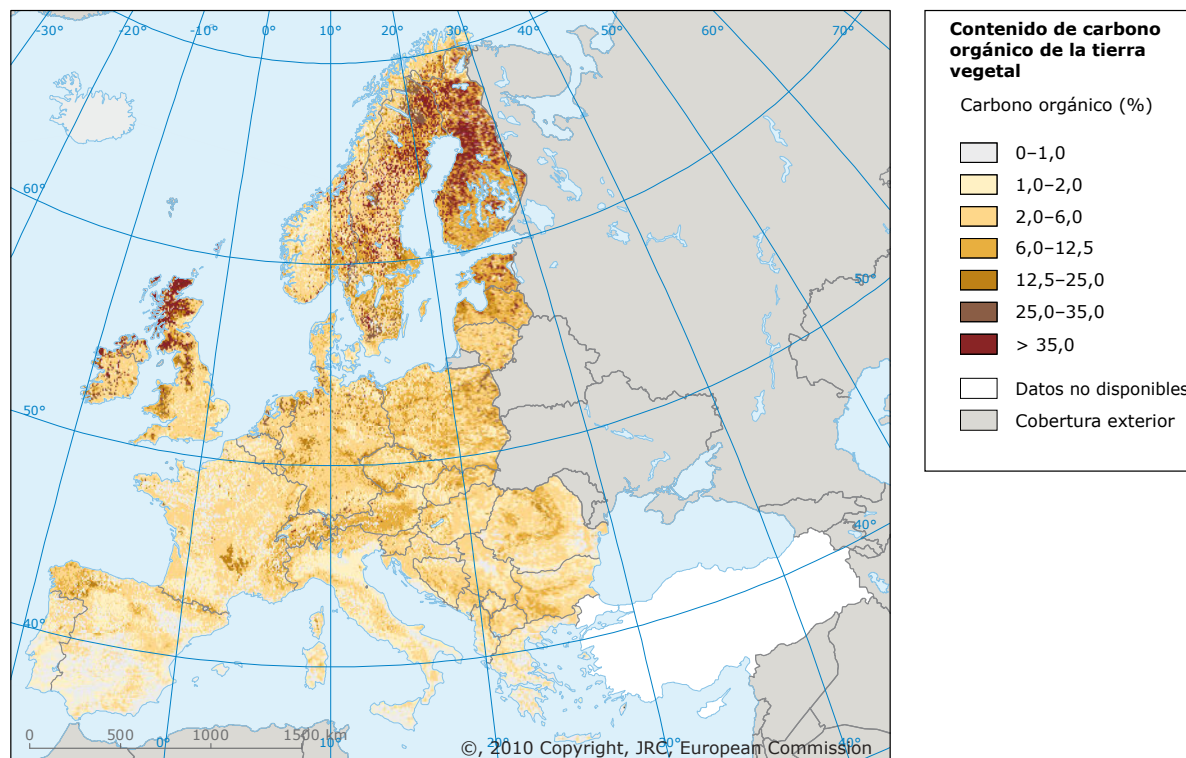 -30° -20° -10° 0° 10° 20° 30° 40° 50° 60° 70°
60°
50°
50°
40°
40°
0 500 1000 1500 km
0° 10° 20° 30° 40°
©, 2010 Copyright, JRC, European Commission
Contenido de carbono
orgánico de la tierra
vegetal
Carbono orgánico (%)
0–1,0
1,0–2,0
2,0–6,0
6,0–12,5
12,5–25,0
25,0–35,0
> 35,0
Datos no disponibles
Cobertura exterior